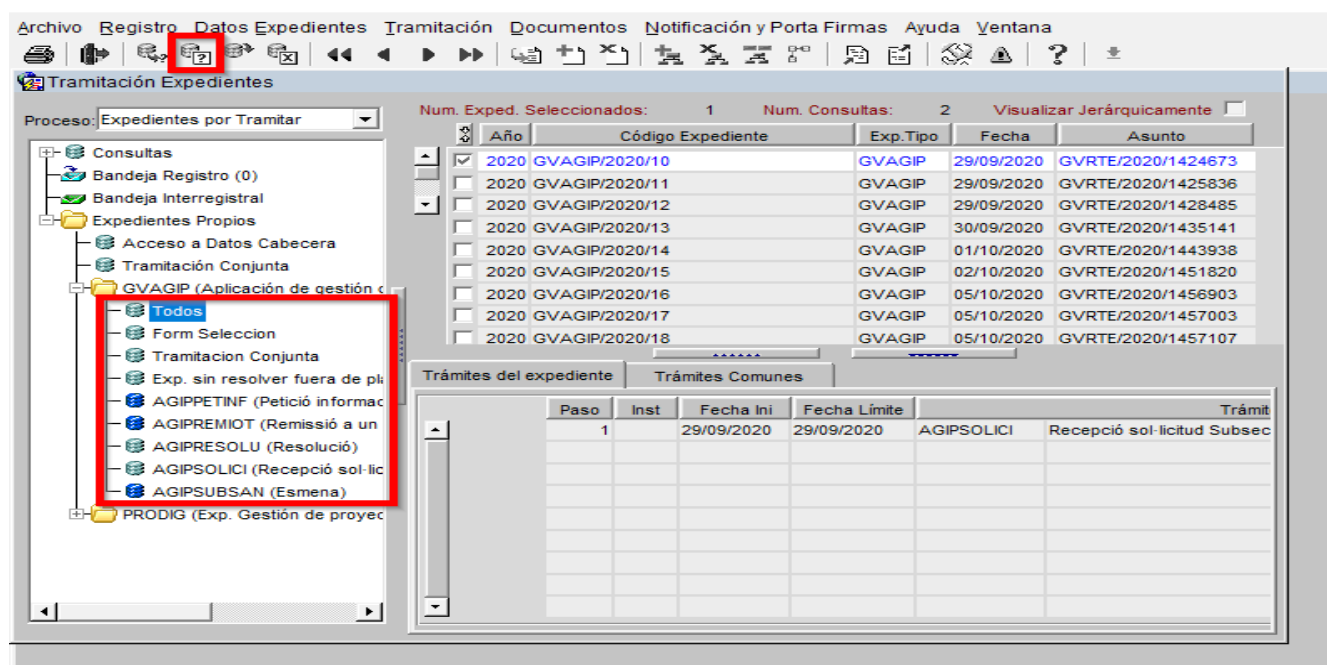 Archivo Registro Datos Expedientes Tramitación Documentos Notificación y Porta Firmas Ayuda Ventana
Tramitación Expedientes
Proceso: Expedientes por Tramitar
Consultas
Bandeja Registro (0)
Bandeja Interregistral
Expedientes Propios
Acceso a Datos Cabecera
Tramitación Conjunta
GVAGIP (Aplicación de gestión
Todos
Form Seleccion
Tramitacion Conjunta
Exp. sin resolver fuera de pla
AGIPPETINF (Petició informac
AGIPREMIOT (Remissió a un
AGIPRESOLU (Resolució)
AGIPSOLICI (Recepció sol·lic
AGIPSUBSAN (Esmena)
PRODIG (Exp. Gestión de proyec
Num. Exped. Seleccionados: 1 Num. Consultas: 2 Visualizar Jerárquicamente
Año Código Expediente Exp.Tipo Fecha Asunto
2020 GVAGIP/2020/10 GVAGIP 29/09/2020 GVRTE/2020/1424673
2020 GVAGIP/2020/11 GVAGIP 29/09/2020 GVRTE/2020/1425836
2020 GVAGIP/2020/12 GVAGIP 29/09/2020 GVRTE/2020/1428485
2020 GVAGIP/2020/13 GVAGIP 30/09/2020 GVRTE/2020/1435141
2020 GVAGIP/2020/14 GVAGIP 01/10/2020 GVRTE/2020/1443938
2020 GVAGIP/2020/15 GVAGIP 02/10/2020 GVRTE/2020/1451820
2020 GVAGIP/2020/16 GVAGIP 05/10/2020 GVRTE/2020/1456903
2020 GVAGIP/2020/17 GVAGIP 05/10/2020 GVRTE/2020/1457003
2020 GVAGIP/2020/18 GVAGIP 05/10/2020 GVRTE/2020/1457107
Trámites del expediente Trámites Comunes
Paso Inst Fecha Ini Fecha Límite Trámit
1 29/09/2020 29/09/2020 AGIPSOLICI Recepció sol·licitud Subsec